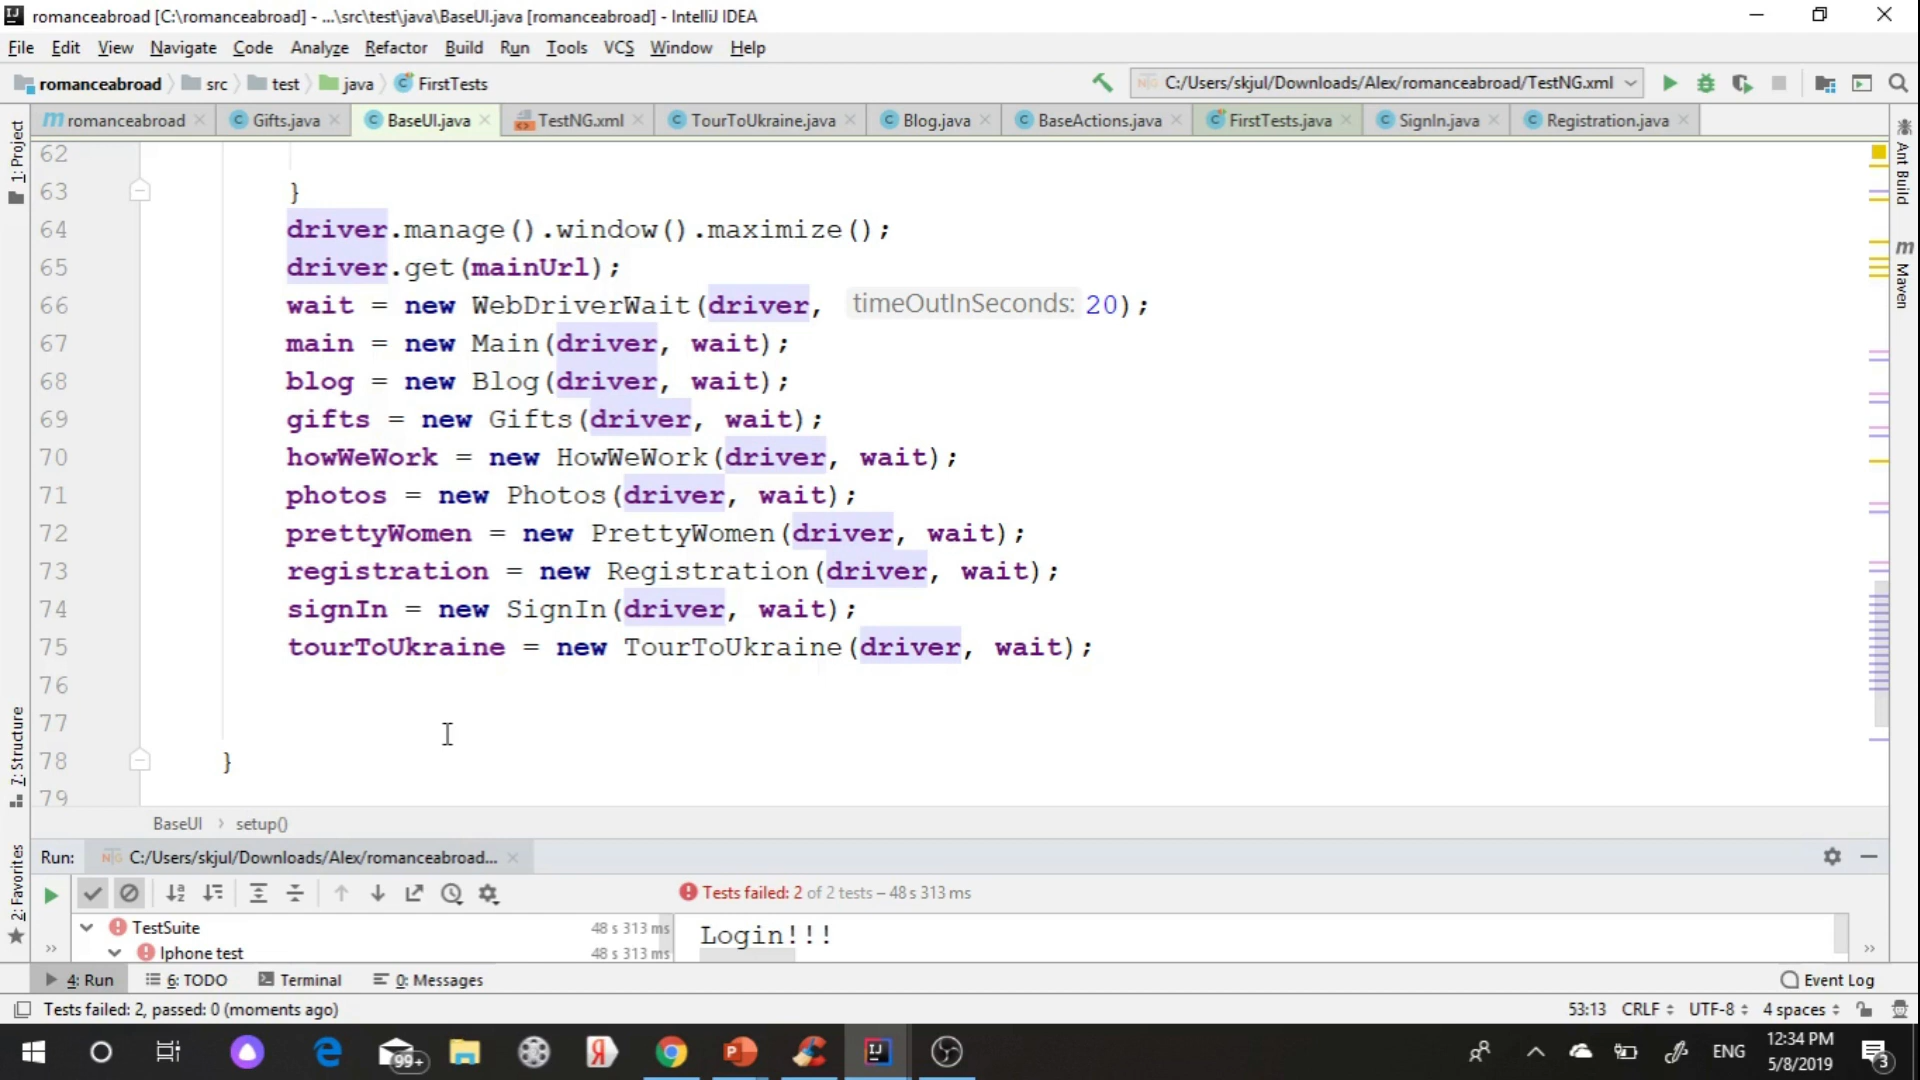 romanceabroad [C:\romanceabroad] - ...\src\test\java\BaseUI.java [romanceabroad] - IntelliJ IDEA
File Edit View Navigate Code Analyze Refactor Build Run Tools VCS Window Help
romanceabroad src test java FirstTests C:/Users/skjul/Downloads/Alex/romanceabroad/TestNG.xml
romanceabroad Gifts.java BaseUI.java TestNG.xml TourToUkraine.java Blog.java BaseActions.java FirstTests.java SignIn.java Registration.java
1: Project
7: Structure
2: Favorites
Ant Build
Maven
62
63 }
64 driver.manage().window().maximize();
65 driver.get(mainUrl);
66 wait = new WebDriverWait(driver, timeOutInSeconds: 20);
67 main = new Main(driver, wait);
68 blog = new Blog(driver, wait);
69 gifts = new Gifts(driver, wait);
70 howWeWork = new HowWeWork(driver, wait);
71 photos = new Photos(driver, wait);
72 prettyWomen = new PrettyWomen(driver, wait);
73 registration = new Registration(driver, wait);
74 signIn = new SignIn(driver, wait);
75 tourToUkraine = new TourToUkraine(driver, wait);
76
77
78 }
79
BaseUI › setup()
Run: C:/Users/skjul/Downloads/Alex/romanceabroad...
Tests failed: 2 of 2 tests – 48 s 313 ms
TestSuite 48 s 313 ms
Iphone test 48 s 313 ms
Login!!!
4: Run 6: TODO Terminal 0: Messages Event Log
Tests failed: 2, passed: 0 (moments ago) 53:13 CRLF UTF-8 4 spaces
99+ ENG 12:34 PM
5/8/2019 3